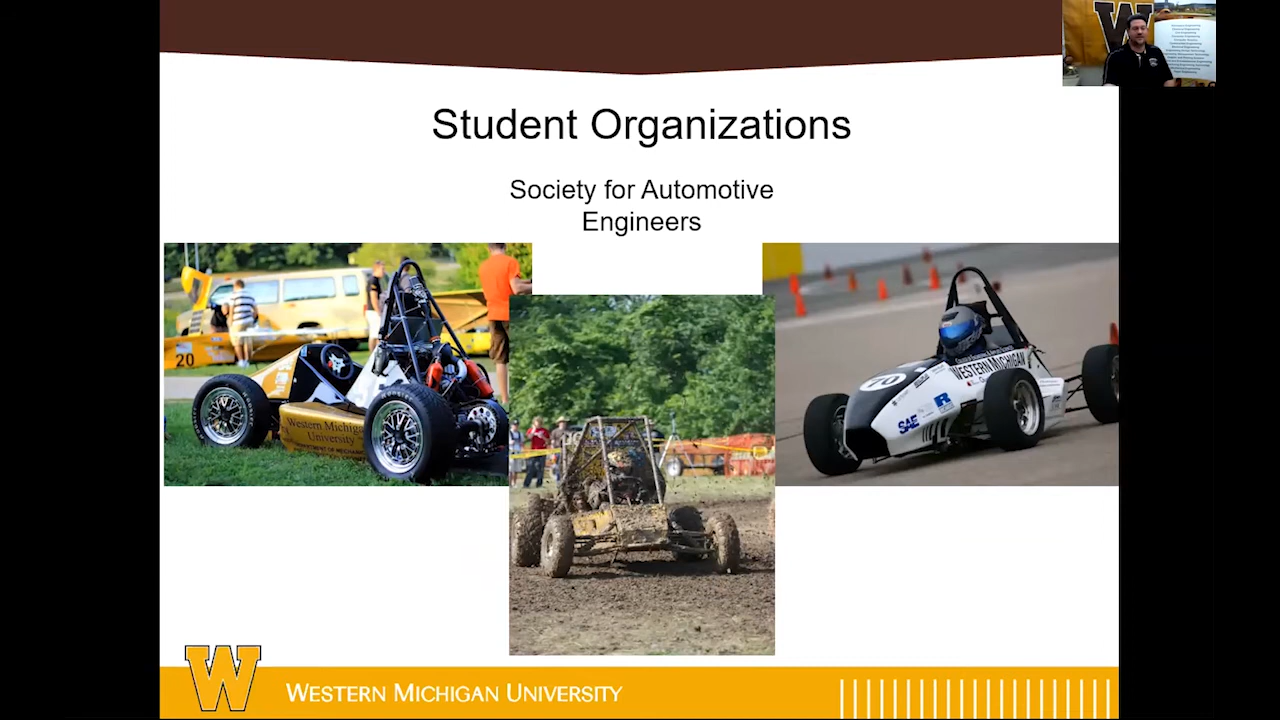 Student Organizations
Society for Automotive
Engineers
20
Western Michigan
University
70
WESTERN MICHIGAN
SAE
R
W
W
WESTERN MICHIGAN UNIVERSITY